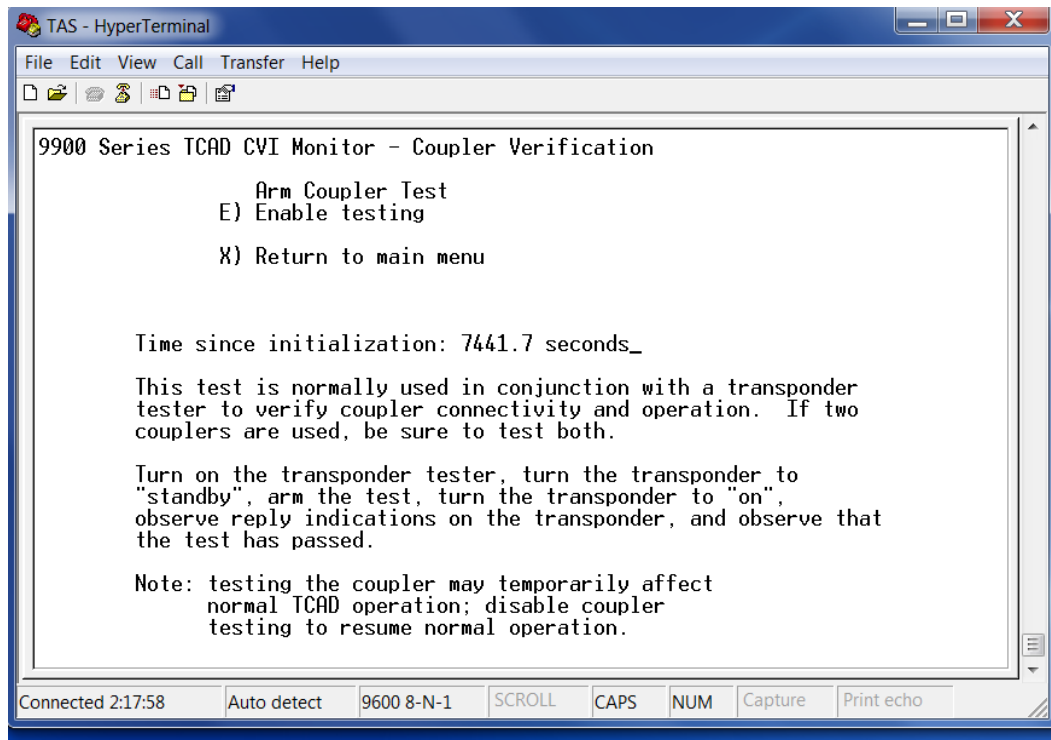 TAS - HyperTerminal
File Edit View Call Transfer Help
9900 Series TCAD CVI Monitor - Coupler Verification
Arm Coupler Test
E) Enable testing
X) Return to main menu
Time since initialization: 7441.7 seconds_
This test is normally used in conjunction with a transponder
tester to verify coupler connectivity and operation.  If two
couplers are used, be sure to test both.
Turn on the transponder tester, turn the transponder to
"standby", arm the test, turn the transponder to "on",
observe reply indications on the transponder, and observe that
the test has passed.
Note: testing the coupler may temporarily affect
normal TCAD operation; disable coupler
testing to resume normal operation.
Connected 2:17:58 Auto detect 9600 8-N-1 SCROLL CAPS NUM Capture Print echo